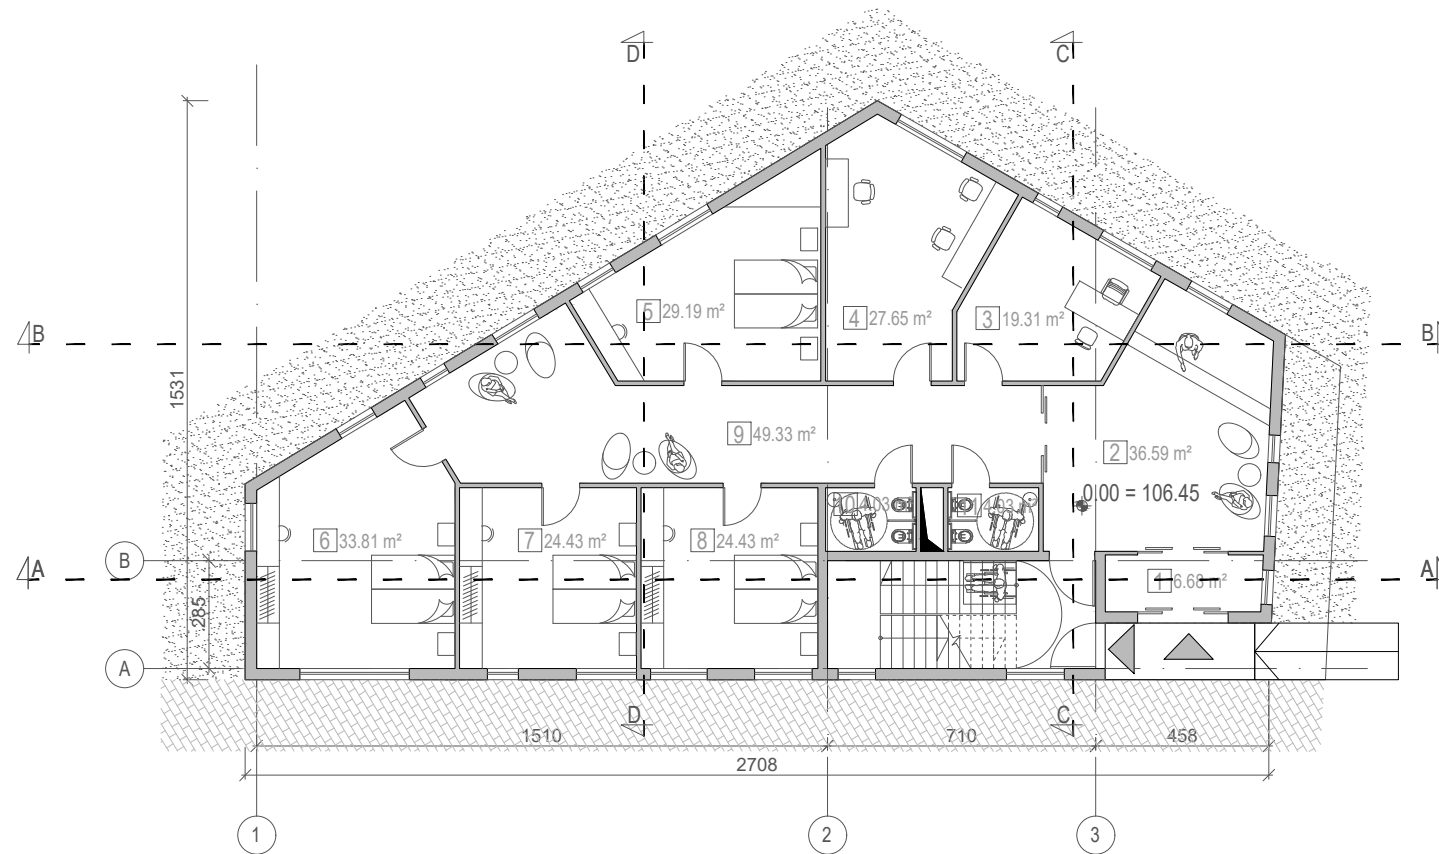 D
C
B
B
1531
5 29.19 m²
4 27.65 m²
3 19.31 m²
9 49.33 m²
2 36.59 m²
0.00 = 106.45
6 33.81 m²
7 24.43 m²
8 24.43 m²
B
A
A
1 6.68 m²
285
A
D
C
1510
710
458
2708
1
2
3